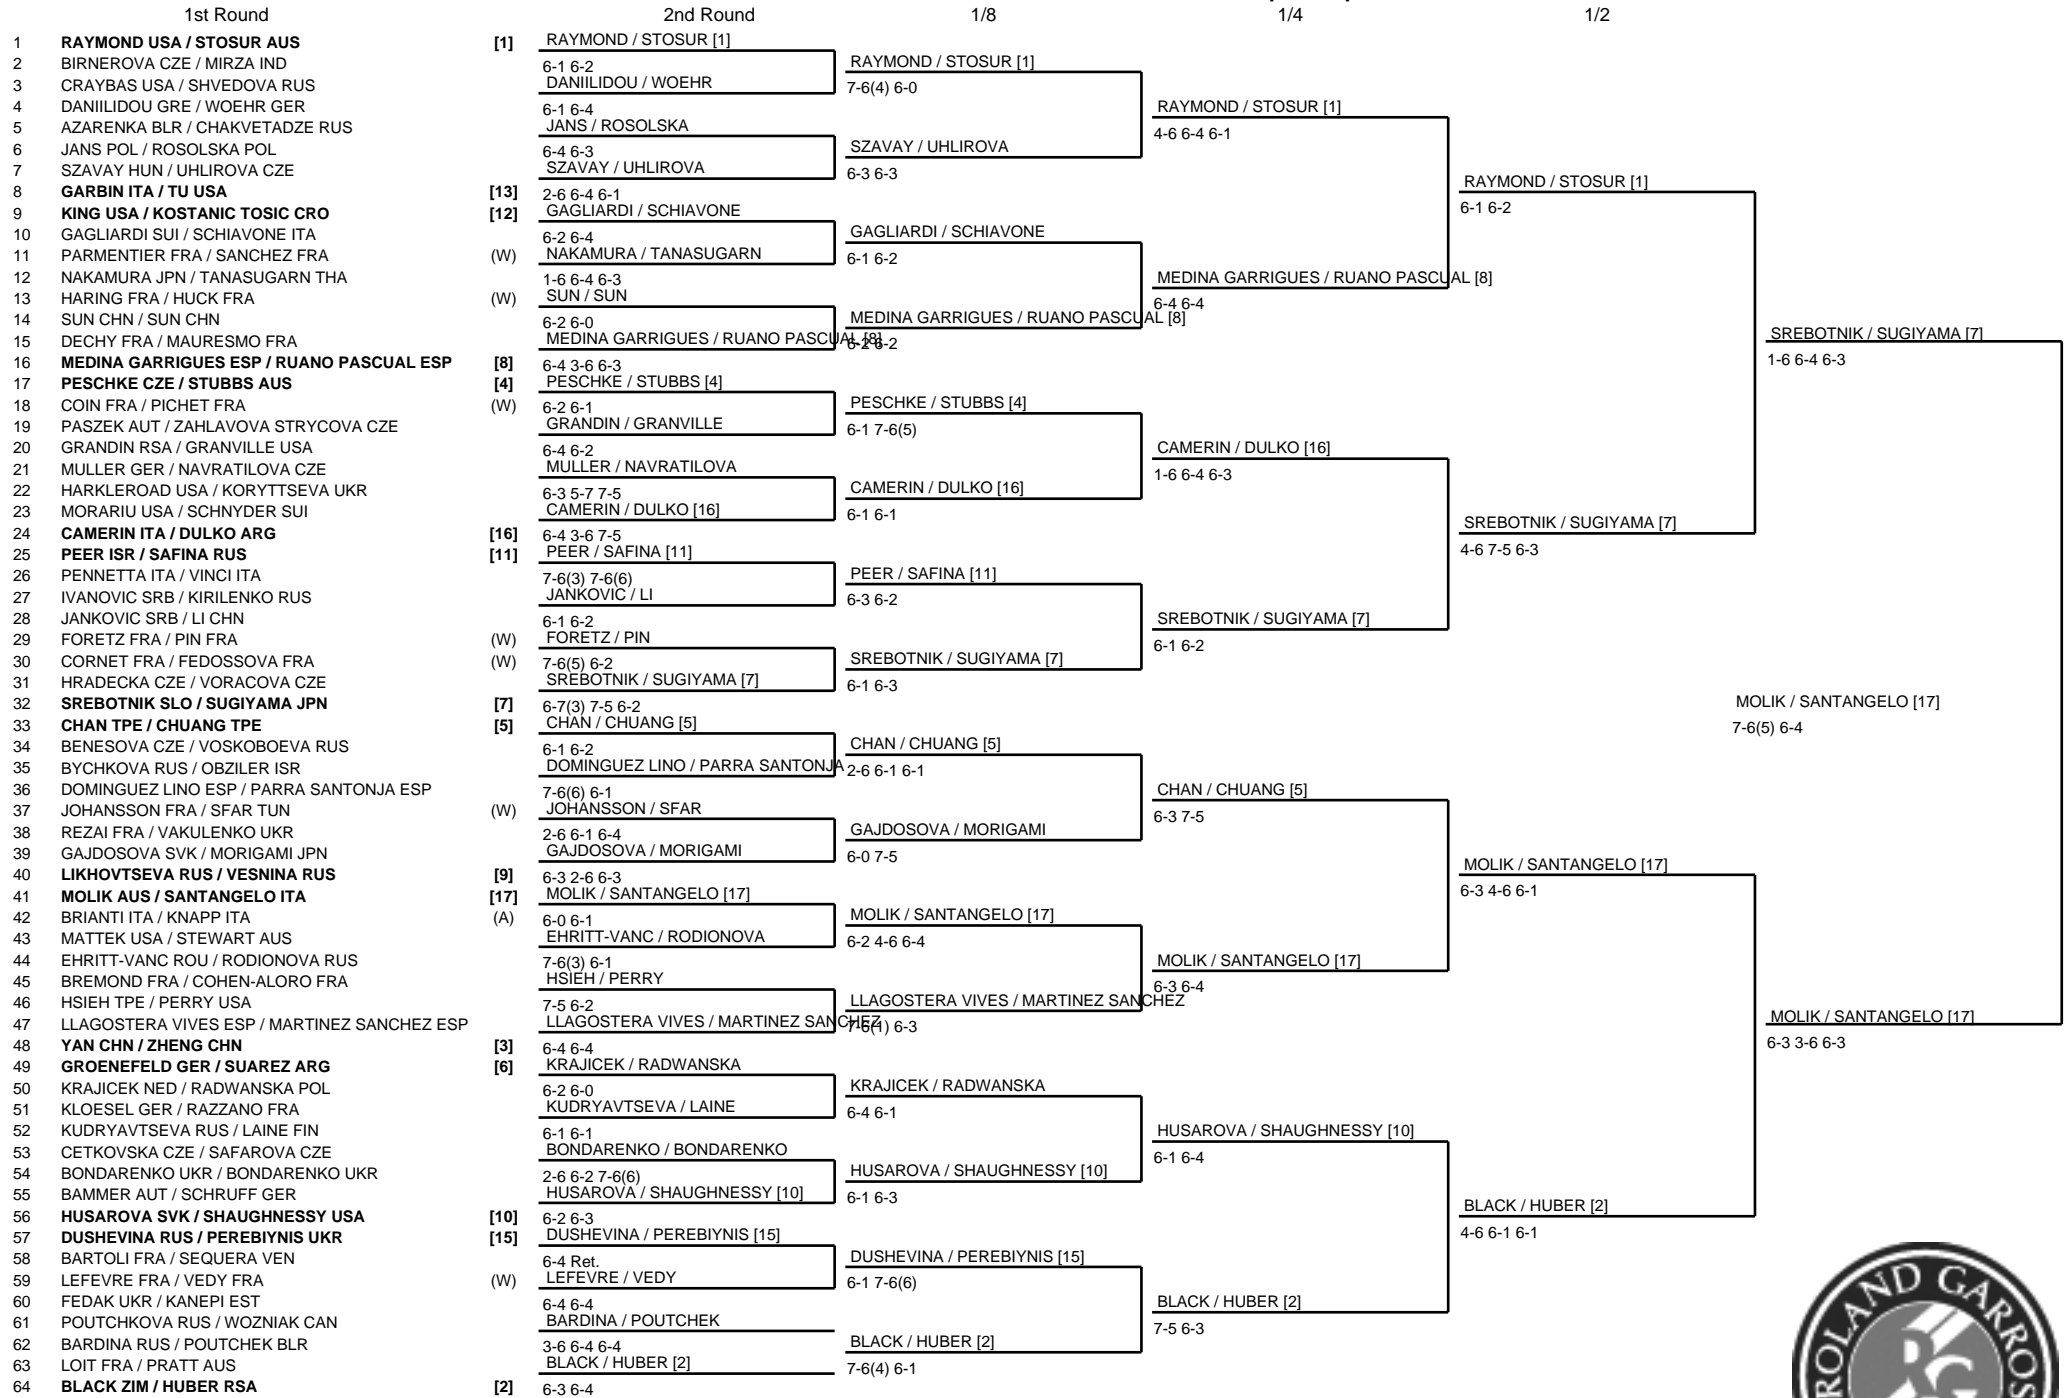 1st Round
2nd Round
1/8
1/4
1/2
1 RAYMOND USA / STOSUR AUS [1]
2 BIRNEROVA CZE / MIRZA IND
3 CRAYBAS USA / SHVEDOVA RUS
4 DANIILIDOU GRE / WOEHR GER
5 AZARENKA BLR / CHAKVETADZE RUS
6 JANS POL / ROSOLSKA POL
7 SZAVAY HUN / UHLIROVA CZE
8 GARBIN ITA / TU USA [13]
9 KING USA / KOSTANIC TOSIC CRO [12]
10 GAGLIARDI SUI / SCHIAVONE ITA
11 PARMENTIER FRA / SANCHEZ FRA (W)
12 NAKAMURA JPN / TANASUGARN THA
13 HARING FRA / HUCK FRA (W)
14 SUN CHN / SUN CHN
15 DECHY FRA / MAURESMO FRA
16 MEDINA GARRIGUES ESP / RUANO PASCUAL ESP [8]
17 PESCHKE CZE / STUBBS AUS [4]
18 COIN FRA / PICHET FRA (W)
19 PASZEK AUT / ZAHLAVOVA STRYCOVA CZE
20 GRANDIN RSA / GRANVILLE USA
21 MULLER GER / NAVRATILOVA CZE
22 HARKLEROAD USA / KORYTTSEVA UKR
23 MORARIU USA / SCHNYDER SUI
24 CAMERIN ITA / DULKO ARG [16]
25 PEER ISR / SAFINA RUS [11]
26 PENNETTA ITA / VINCI ITA
27 IVANOVIC SRB / KIRILENKO RUS
28 JANKOVIC SRB / LI CHN
29 FORETZ FRA / PIN FRA (W)
30 CORNET FRA / FEDOSSOVA FRA (W)
31 HRADECKA CZE / VORACOVA CZE
32 SREBOTNIK SLO / SUGIYAMA JPN [7]
33 CHAN TPE / CHUANG TPE [5]
34 BENESOVA CZE / VOSKOBOEVA RUS
35 BYCHKOVA RUS / OBZILER ISR
36 DOMINGUEZ LINO ESP / PARRA SANTONJA ESP
37 JOHANSSON FRA / SFAR TUN (W)
38 REZAI FRA / VAKULENKO UKR
39 GAJDOSOVA SVK / MORIGAMI JPN
40 LIKHOVTSEVA RUS / VESNINA RUS [9]
41 MOLIK AUS / SANTANGELO ITA [17]
42 BRIANTI ITA / KNAPP ITA (A)
43 MATTEK USA / STEWART AUS
44 EHRITT-VANC ROU / RODIONOVA RUS
45 BREMOND FRA / COHEN-ALORO FRA
46 HSIEH TPE / PERRY USA
47 LLAGOSTERA VIVES ESP / MARTINEZ SANCHEZ ESP
48 YAN CHN / ZHENG CHN [3]
49 GROENEFELD GER / SUAREZ ARG [6]
50 KRAJICEK NED / RADWANSKA POL
51 KLOESEL GER / RAZZANO FRA
52 KUDRYAVTSEVA RUS / LAINE FIN
53 CETKOVSKA CZE / SAFAROVA CZE
54 BONDARENKO UKR / BONDARENKO UKR
55 BAMMER AUT / SCHRUFF GER
56 HUSAROVA SVK / SHAUGHNESSY USA [10]
57 DUSHEVINA RUS / PEREBIYNIS UKR [15]
58 BARTOLI FRA / SEQUERA VEN
59 LEFEVRE FRA / VEDY FRA (W)
60 FEDAK UKR / KANEPI EST
61 POUTCHKOVA RUS / WOZNIAK CAN
62 BARDINA RUS / POUTCHEK BLR
63 LOIT FRA / PRATT AUS
64 BLACK ZIM / HUBER RSA [2]
RAYMOND / STOSUR [1]
6-1 6-2
DANIILIDOU / WOEHR
6-1 6-4
JANS / ROSOLSKA
6-4 6-3
SZAVAY / UHLIROVA
2-6 6-4 6-1
GAGLIARDI / SCHIAVONE
6-2 6-4
NAKAMURA / TANASUGARN
1-6 6-4 6-3
SUN / SUN
6-2 6-0
MEDINA GARRIGUES / RUANO PASCUAL [8]
6-4 3-6 6-3
PESCHKE / STUBBS [4]
6-2 6-1
GRANDIN / GRANVILLE
6-4 6-2
MULLER / NAVRATILOVA
6-3 5-7 7-5
CAMERIN / DULKO [16]
6-4 3-6 7-5
PEER / SAFINA [11]
7-6(3) 7-6(6)
JANKOVIC / LI
6-1 6-2
FORETZ / PIN
7-6(5) 6-2
SREBOTNIK / SUGIYAMA [7]
6-7(3) 7-5 6-2
CHAN / CHUANG [5]
6-1 6-2
DOMINGUEZ LINO / PARRA SANTONJA
7-6(6) 6-1
JOHANSSON / SFAR
2-6 6-1 6-4
GAJDOSOVA / MORIGAMI
6-3 2-6 6-3
MOLIK / SANTANGELO [17]
6-0 6-1
EHRITT-VANC / RODIONOVA
7-6(3) 6-1
HSIEH / PERRY
7-5 6-2
LLAGOSTERA VIVES / MARTINEZ SANCHEZ
6-4 6-4
KRAJICEK / RADWANSKA
6-2 6-0
KUDRYAVTSEVA / LAINE
6-1 6-1
BONDARENKO / BONDARENKO
2-6 6-2 7-6(6)
HUSAROVA / SHAUGHNESSY [10]
6-2 6-3
DUSHEVINA / PEREBIYNIS [15]
6-4 Ret.
LEFEVRE / VEDY
6-4 6-4
BARDINA / POUTCHEK
3-6 6-4 6-4
BLACK / HUBER [2]
6-3 6-4
RAYMOND / STOSUR [1]
7-6(4) 6-0
SZAVAY / UHLIROVA
6-3 6-3
GAGLIARDI / SCHIAVONE
6-1 6-2
MEDINA GARRIGUES / RUANO PASCUAL [8]
6-2 6-2
PESCHKE / STUBBS [4]
6-1 7-6(5)
CAMERIN / DULKO [16]
6-1 6-1
PEER / SAFINA [11]
6-3 6-2
SREBOTNIK / SUGIYAMA [7]
6-1 6-3
CHAN / CHUANG [5]
2-6 6-1 6-1
GAJDOSOVA / MORIGAMI
6-0 7-5
MOLIK / SANTANGELO [17]
6-2 4-6 6-4
LLAGOSTERA VIVES / MARTINEZ SANCHEZ
7-6(1) 6-3
KRAJICEK / RADWANSKA
6-4 6-1
HUSAROVA / SHAUGHNESSY [10]
6-1 6-3
DUSHEVINA / PEREBIYNIS [15]
6-1 7-6(6)
BLACK / HUBER [2]
7-6(4) 6-1
RAYMOND / STOSUR [1]
4-6 6-4 6-1
MEDINA GARRIGUES / RUANO PASCUAL [8]
6-4 6-4
CAMERIN / DULKO [16]
1-6 6-4 6-3
SREBOTNIK / SUGIYAMA [7]
6-1 6-2
CHAN / CHUANG [5]
6-3 7-5
MOLIK / SANTANGELO [17]
6-3 6-4
HUSAROVA / SHAUGHNESSY [10]
6-1 6-4
BLACK / HUBER [2]
7-5 6-3
RAYMOND / STOSUR [1]
6-1 6-2
SREBOTNIK / SUGIYAMA [7]
4-6 7-5 6-3
MOLIK / SANTANGELO [17]
6-3 4-6 6-1
BLACK / HUBER [2]
4-6 6-1 6-1
SREBOTNIK / SUGIYAMA [7]
1-6 6-4 6-3
MOLIK / SANTANGELO [17]
6-3 3-6 6-3
MOLIK / SANTANGELO [17]
7-6(5) 6-4
ROLAND GARROS